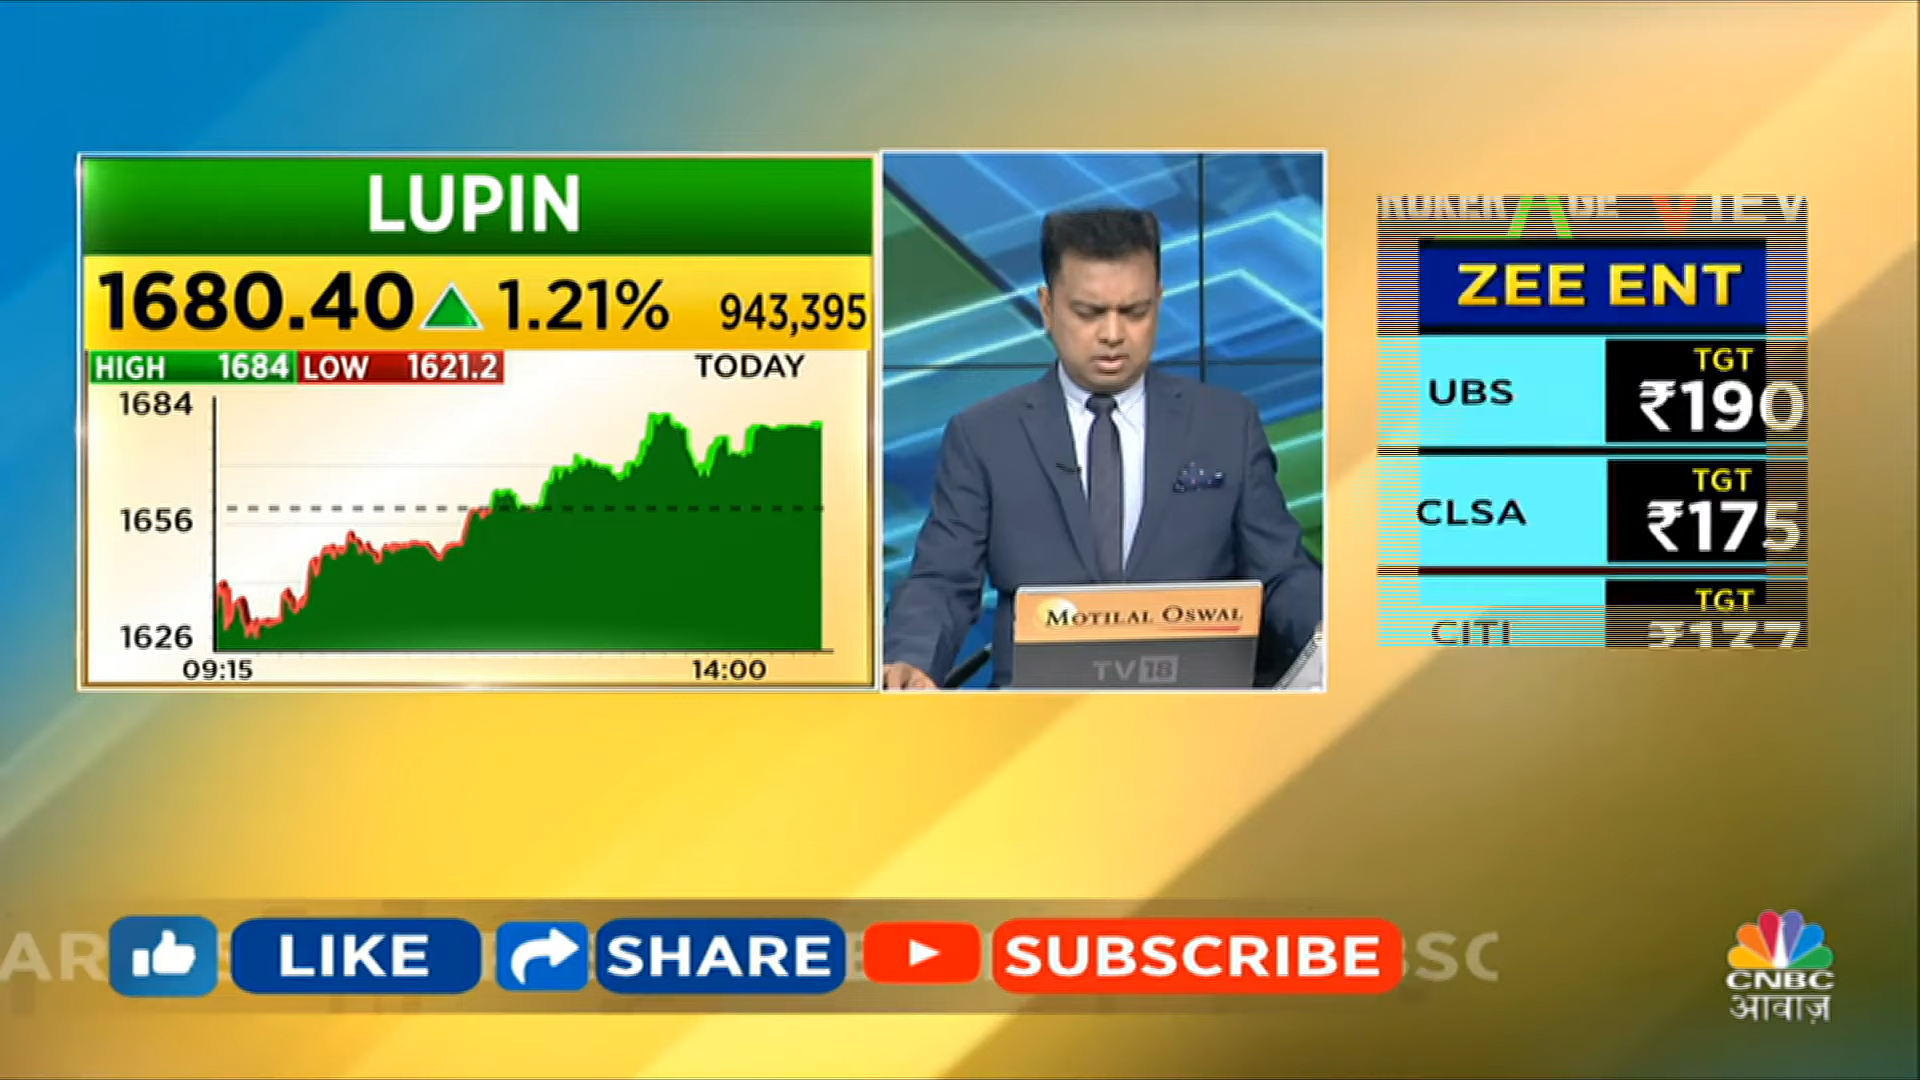 LUPIN
1680.40 1.21% 943,395
HIGH 1684 LOW 1621.2 TODAY
1684
1656
1626
09:15 14:00
MOTILAL OSWAL
TV18
ZEE ENT
UBS TGT ₹190
CLSA TGT ₹175
CITI TGT
LIKE SHARE SUBSCRIBE
CNBC
आवाज़